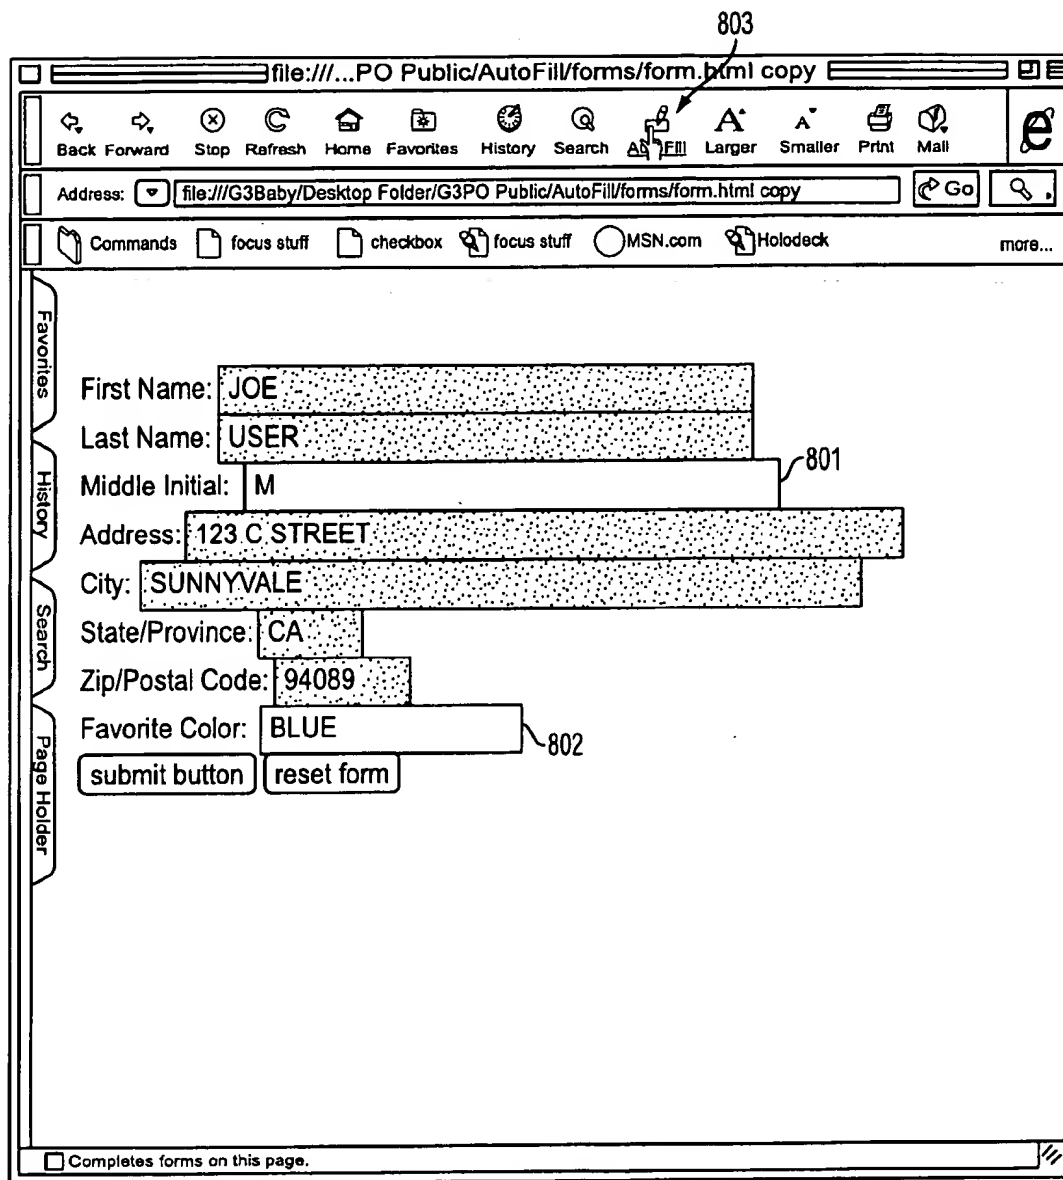 803
file:///...PO Public/AutoFill/forms/form.html copy
Back Forward Stop Refresh Home Favorites History Search Fill Larger Smaller Print Mail
Address: file:///G3Baby/Desktop Folder/G3PO Public/AutoFill/forms/form.html copy Go
Commands focus stuff checkbox focus stuff MSN.com Holodeck more...
Favorites
History
Search
Page Holder
First Name: JOE
Last Name: USER
Middle Initial: M 801
Address: 123 C STREET
City: SUNNYVALE
State/Province: CA
Zip/Postal Code: 94089
Favorite Color: BLUE 802
submit button reset form
Completes forms on this page.